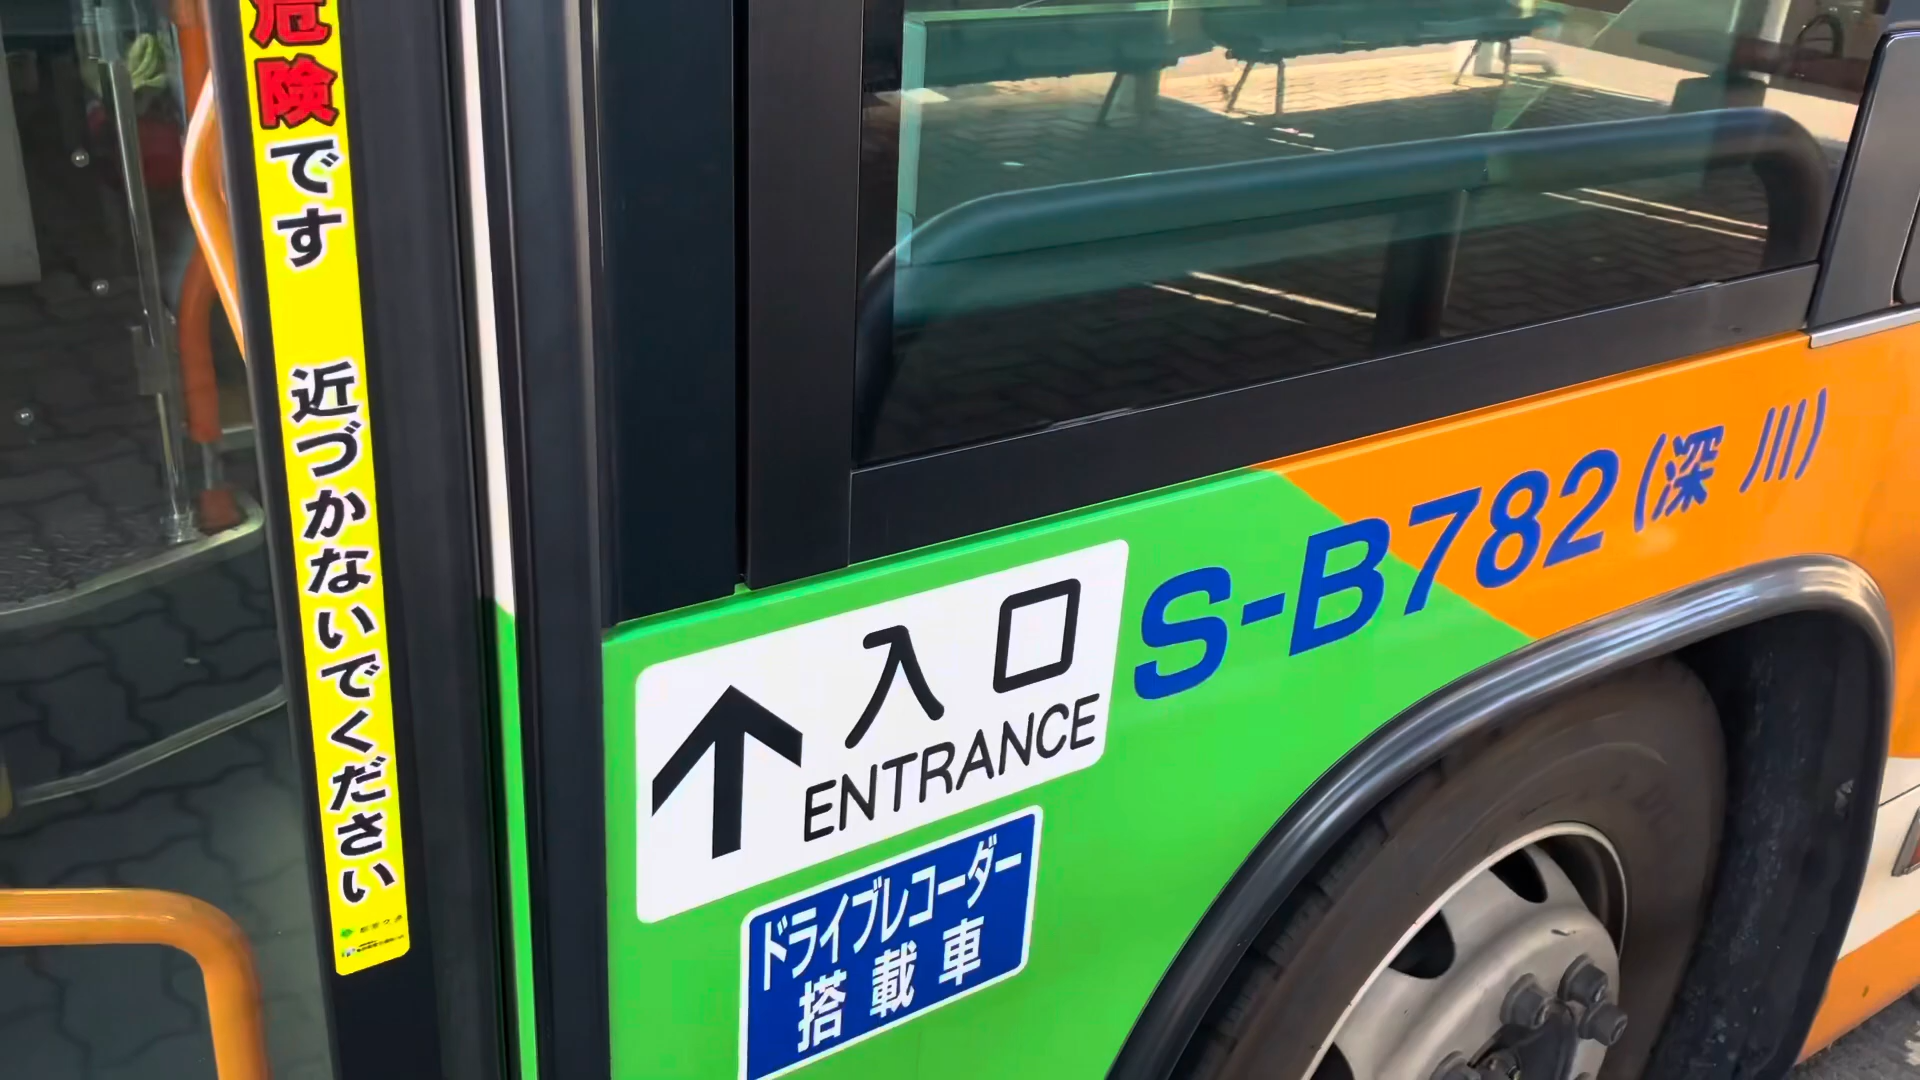 危険です 近づかないでください
入口
ENTRANCE
S-B782(深川)
ドライブレコーダー
搭載車